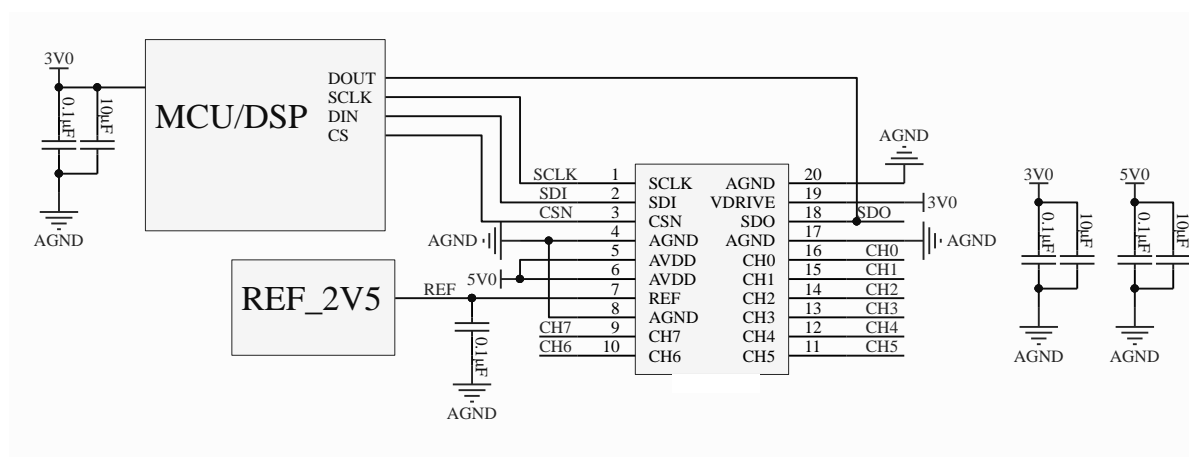 3V0
0.1µF
10µF
AGND
MCU/DSP
DOUT
SCLK
DIN
CS
REF_2V5
REF
0.1µF
AGND
SCLK 1 SCLK
SDI 2 SDI
CSN 3 CSN
AGND 4 AGND
5 AVDD
5V0 6 AVDD
7 REF
8 AGND
CH7 9 CH7
CH6 10 CH6
AGND
AGND 20
VDRIVE 19 3V0
SDO 18 SDO
AGND 17 AGND
CH0 16 CH0
CH1 15 CH1
CH2 14 CH2
CH3 13 CH3
CH4 12 CH4
CH5 11 CH5
3V0
0.1µF
10µF
AGND
5V0
0.1µF
10µF
AGND